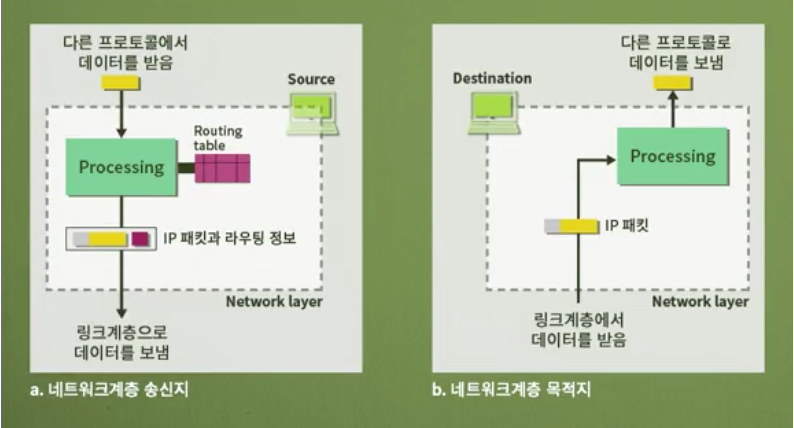 다른 프로토콜에서
데이터를 받음
Source
Routing
table
Processing
IP 패킷과 라우팅 정보
Network layer
링크계층으로
데이터를 보냄
a. 네트워크계층 송신지
다른 프로토콜로
데이터를 보냄
Destination
Processing
IP 패킷
Network layer
링크계층에서
데이터를 받음
b. 네트워크계층 목적지